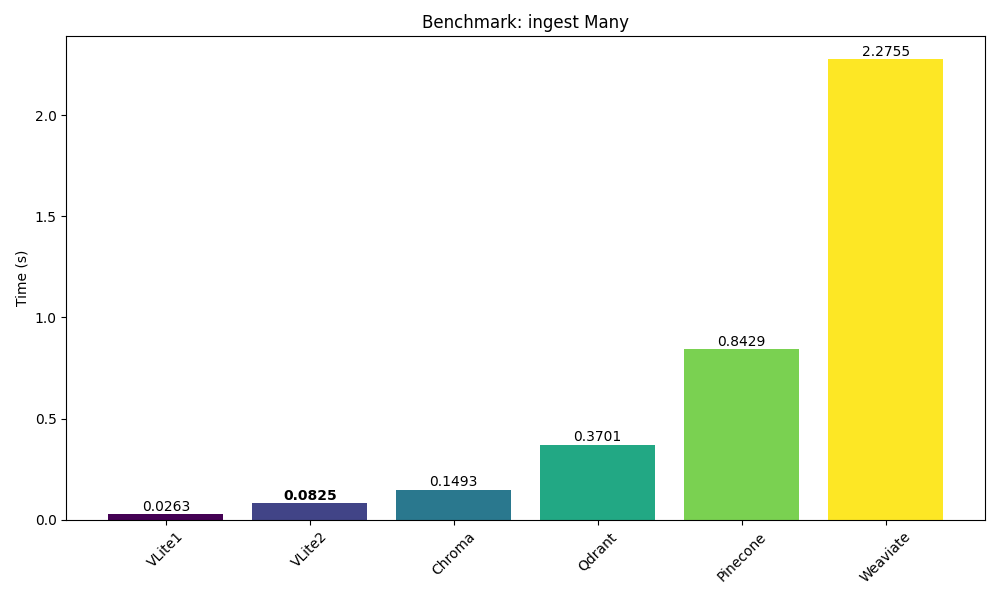 Benchmark: ingest Many
Time (s)
2.0
1.5
1.0
0.5
0.0
0.0263
0.0825
0.1493
0.3701
0.8429
2.2755
VLite1
VLite2
Chroma
Qdrant
Pinecone
Weaviate